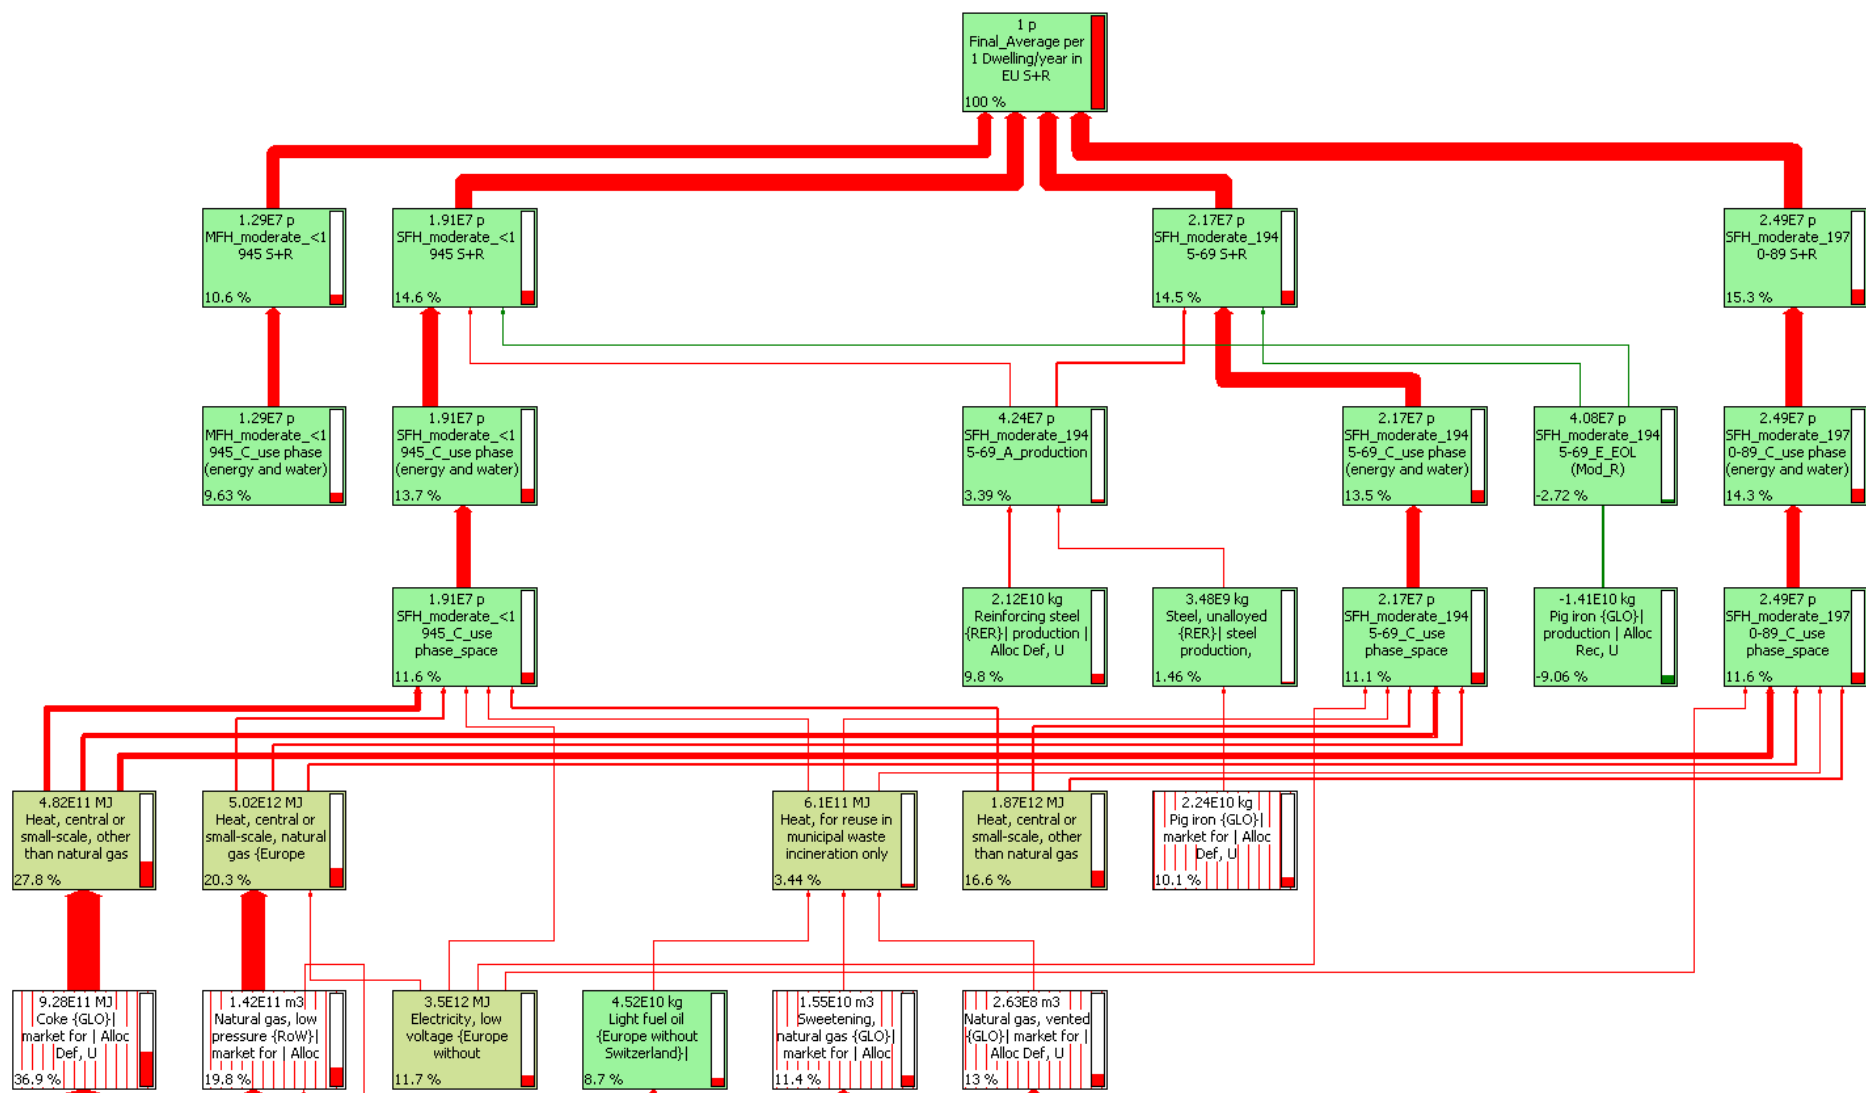 1 p
Final_Average per
1 Dwelling/year in
EU S+R
100 %
1.29E7 p
MFH_moderate_<1
945 S+R
10.6 %
1.91E7 p
SFH_moderate_<1
945 S+R
14.6 %
2.17E7 p
SFH_moderate_194
5-69 S+R
14.5 %
2.49E7 p
SFH_moderate_197
0-89 S+R
15.3 %
1.29E7 p
MFH_moderate_<1
945_C_use phase
(energy and water)
9.63 %
1.91E7 p
SFH_moderate_<1
945_C_use phase
(energy and water)
13.7 %
4.24E7 p
SFH_moderate_194
5-69_A_production
3.39 %
2.17E7 p
SFH_moderate_194
5-69_C_use phase
(energy and water)
13.5 %
4.08E7 p
SFH_moderate_194
5-69_E_EOL
(Mod_R)
-2.72 %
2.49E7 p
SFH_moderate_197
0-89_C_use phase
(energy and water)
14.3 %
1.91E7 p
SFH_moderate_<1
945_C_use
phase_space
11.6 %
2.12E10 kg
Reinforcing steel
{RER}| production |
Alloc Def, U
9.8 %
3.48E9 kg
Steel, unalloyed
{RER}| steel
production,
1.46 %
2.17E7 p
SFH_moderate_194
5-69_C_use
phase_space
11.1 %
-1.41E10 kg
Pig iron {GLO}|
production | Alloc
Rec, U
-9.06 %
2.49E7 p
SFH_moderate_197
0-89_C_use
phase_space
11.6 %
4.82E11 MJ
Heat, central or
small-scale, other
than natural gas
27.8 %
5.02E12 MJ
Heat, central or
small-scale, natural
gas {Europe
20.3 %
6.1E11 MJ
Heat, for reuse in
municipal waste
incineration only
3.44 %
1.87E12 MJ
Heat, central or
small-scale, other
than natural gas
16.6 %
2.24E10 kg
Pig iron {GLO}|
market for | Alloc
Def, U
10.1 %
9.28E11 MJ
Coke {GLO}|
market for | Alloc
Def, U
36.9 %
1.42E11 m3
Natural gas, low
pressure {RoW}|
market for | Alloc
19.8 %
3.5E12 MJ
Electricity, low
voltage {Europe
without
11.7 %
4.52E10 kg
Light fuel oil
{Europe without
Switzerland}|
8.7 %
1.55E10 m3
Sweetening,
natural gas {GLO}|
market for | Alloc
11.4 %
2.63E8 m3
Natural gas, vented
{GLO}| market for |
Alloc Def, U
13 %